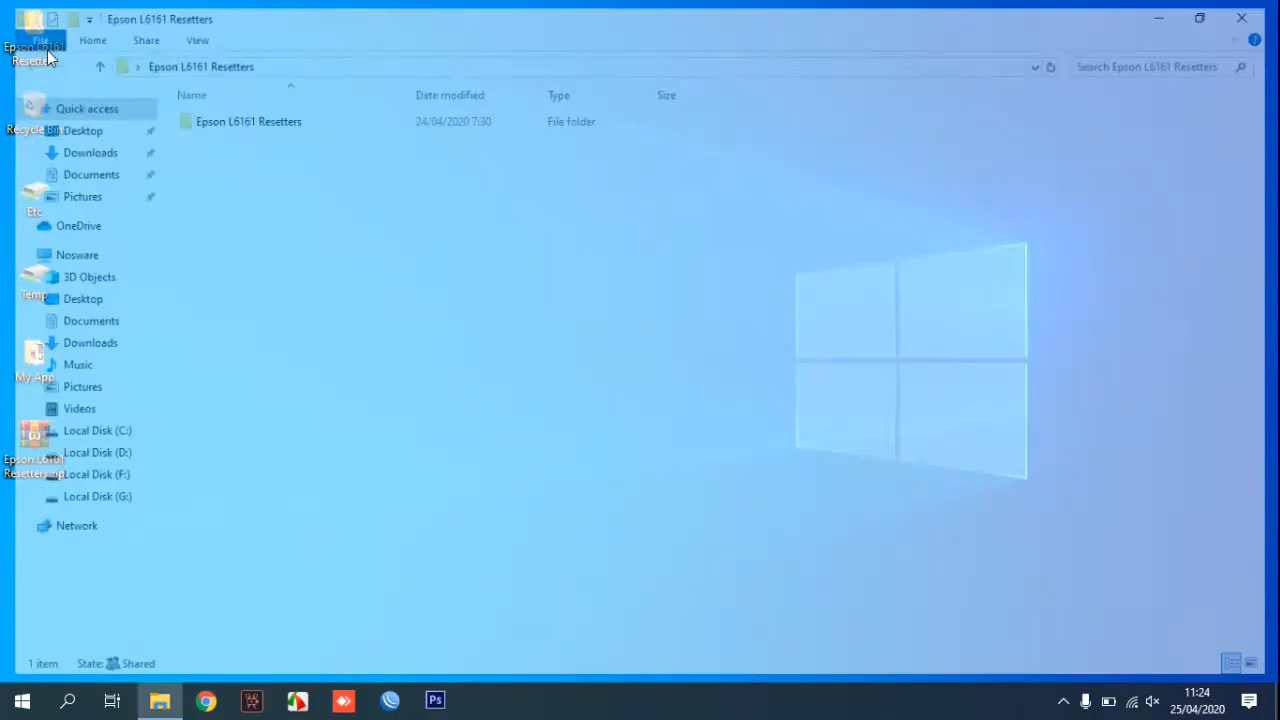 Epson L6161 Resetters
File
Home
Share
View
Epson L6161 Resetters
Search Epson L6161 Resetters
Name
Date modified
Type
Size
Epson L6161 Resetters
24/04/2020 7:30
File folder
Quick access
Desktop
Downloads
Documents
Pictures
OneDrive
Nosware
3D Objects
Desktop
Documents
Downloads
Music
Pictures
Videos
Local Disk (C:)
Local Disk (D:)
Local Disk (F:)
Local Disk (G:)
Network
1 item
State:
Shared
Epson L6161
Resetters
Recycle Bin
Etc
Temp
My App
Epson L6161
Resetters.zip
Ps
11:24
25/04/2020